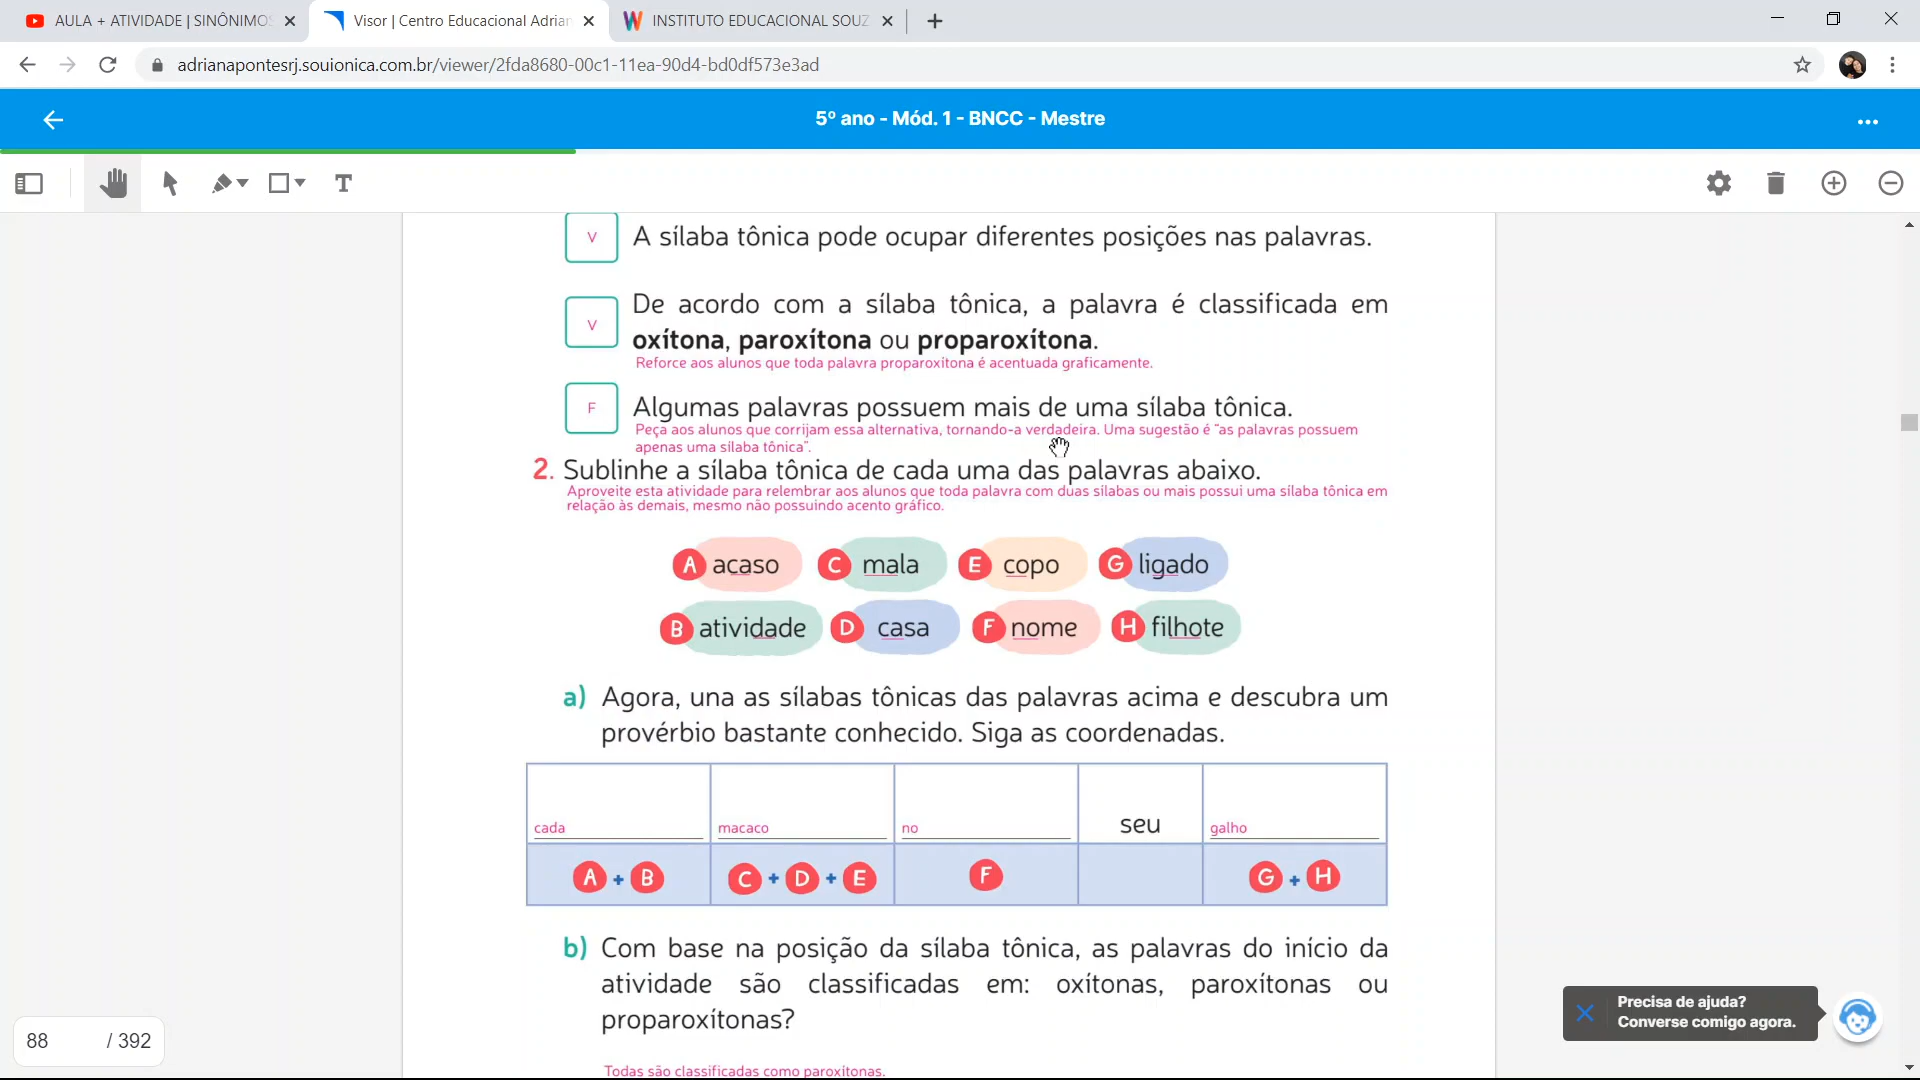 AULA + ATIVIDADE | SINÔNIMOS
Visor | Centro Educacional Adrian
INSTITUTO EDUCACIONAL SOUZ
adrianapontesrj.souionica.com.br/viewer/2fda8680-00c1-11ea-90d4-bd0df573e3ad
5º ano - Mód. 1 - BNCC - Mestre
T
V A sílaba tônica pode ocupar diferentes posições nas palavras.
De acordo com a sílaba tônica, a palavra é classificada em
V
oxítona, paroxítona ou proparoxítona.
Reforce aos alunos que toda palavra proparoxítona é acentuada graficamente.
F Algumas palavras possuem mais de uma sílaba tônica.
Peça aos alunos que corrijam essa alternativa, tornando-a verdadeira. Uma sugestão é "as palavras possuem
apenas uma sílaba tônica".
2. Sublinhe a sílaba tônica de cada uma das palavras abaixo.
Aproveite esta atividade para relembrar aos alunos que toda palavra com duas sílabas ou mais possui uma sílaba tônica em
relação às demais, mesmo não possuindo acento gráfico.
A acaso C mala E copo G ligado
B atividade D casa F nome H filhote
a) Agora, una as sílabas tônicas das palavras acima e descubra um
provérbio bastante conhecido. Siga as coordenadas.
cada macaco no seu galho
A + B C + D + E F G + H
b) Com base na posição da sílaba tônica, as palavras do início da
atividade são classificadas em: oxítonas, paroxítonas ou
proparoxítonas?
Todas são classificadas como paroxítonas.
88 / 392
Precisa de ajuda?
Converse comigo agora.